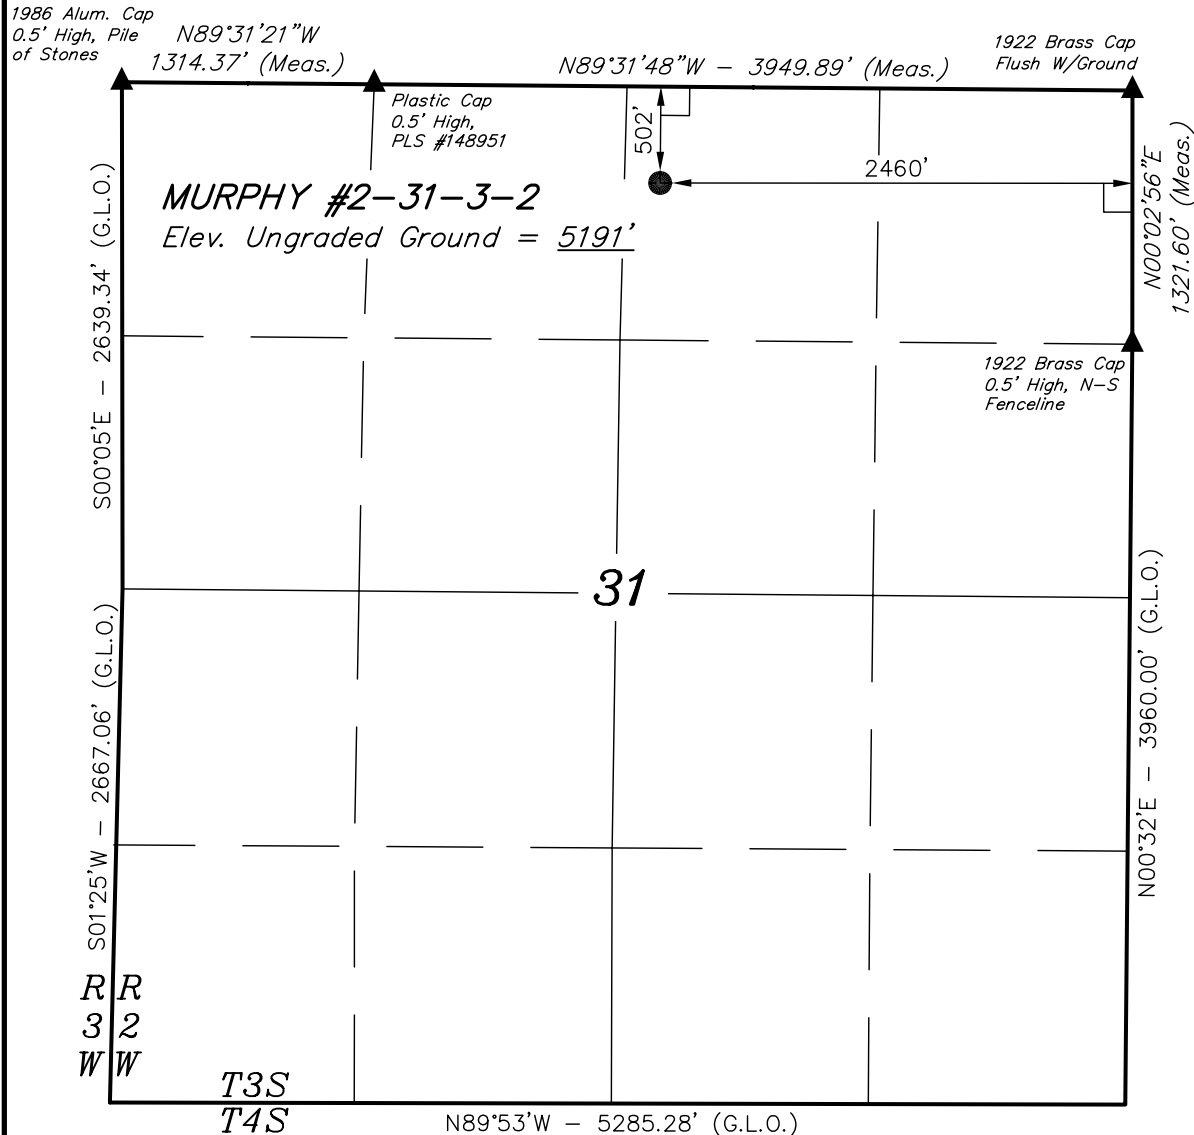 1986 Alum. Cap
0.5' High, Pile
of Stones
N89°31'21"W
1314.37' (Meas.)
N89°31'48"W - 3949.89' (Meas.)
1922 Brass Cap
Flush W/Ground
Plastic Cap
0.5' High,
PLS #148951
502'
2460'
MURPHY #2-31-3-2
Elev. Ungraded Ground = 5191'
N00°02'56"E
1321.60' (Meas.)
S00°05'E - 2639.34' (G.L.O.)
1922 Brass Cap
0.5' High, N-S
Fenceline
31
S01°25'W - 2667.06' (G.L.O.)
N00°32'E - 3960.00' (G.L.O.)
R R
3 2
W W
T3S
T4S
N89°53'W - 5285.28' (G.L.O.)